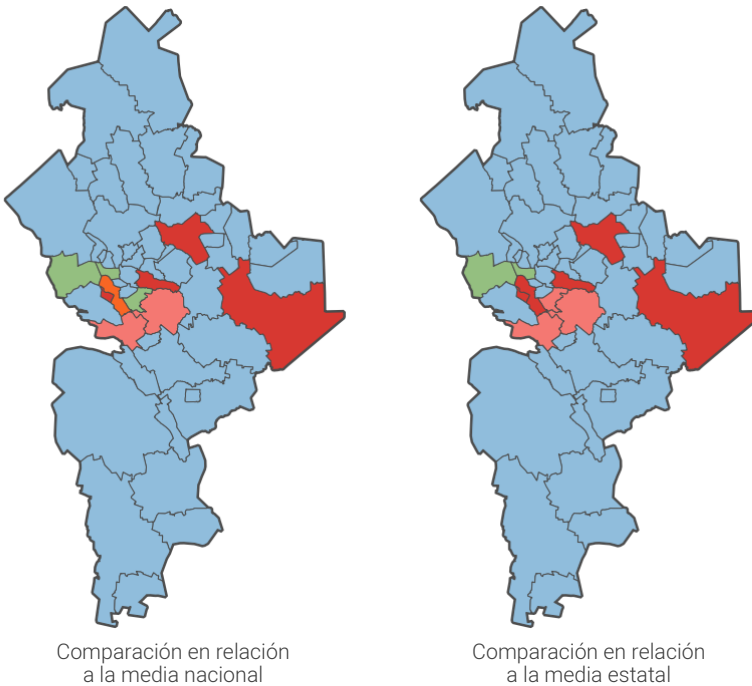 Comparación en relación
a la media nacional
Comparación en relación
a la media estatal